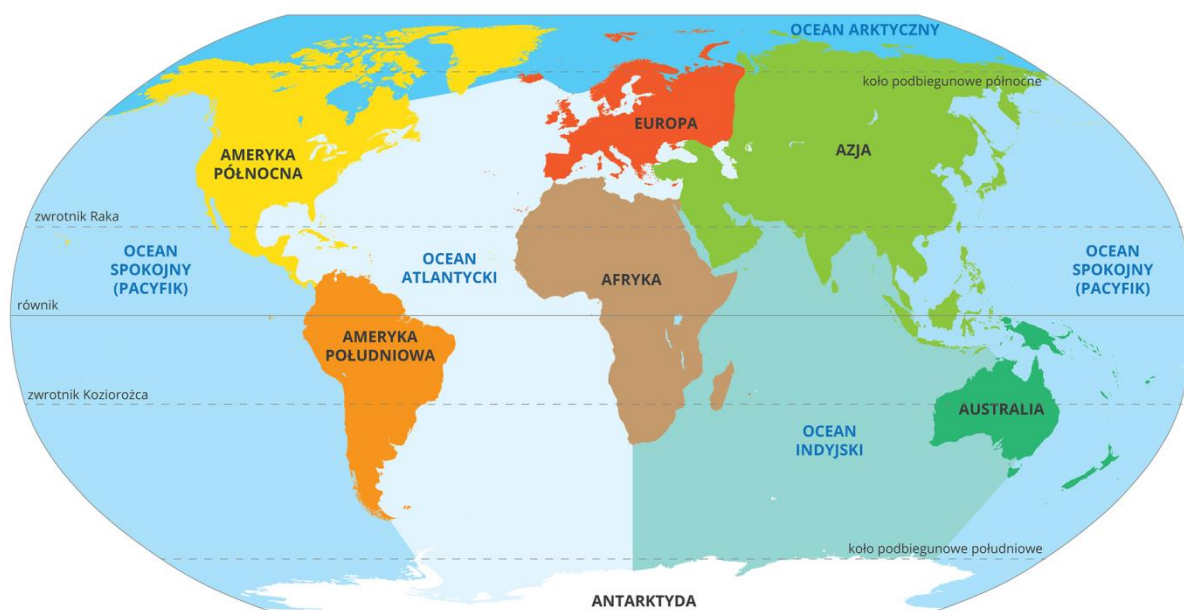 OCEAN ARKTYCZNY
koło podbiegunowe północne
EUROPA
AZJA
AMERYKA
PÓŁNOCNA
zwrotnik Raka
OCEAN
SPOKOJNY
(PACYFIK)
OCEAN
ATLANTYCKI
AFRYKA
OCEAN
SPOKOJNY
(PACYFIK)
równik
AMERYKA
POŁUDNIOWA
zwrotnik Koziorożca
AUSTRALIA
OCEAN
INDYJSKI
koło podbiegunowe południowe
ANTARKTYDA